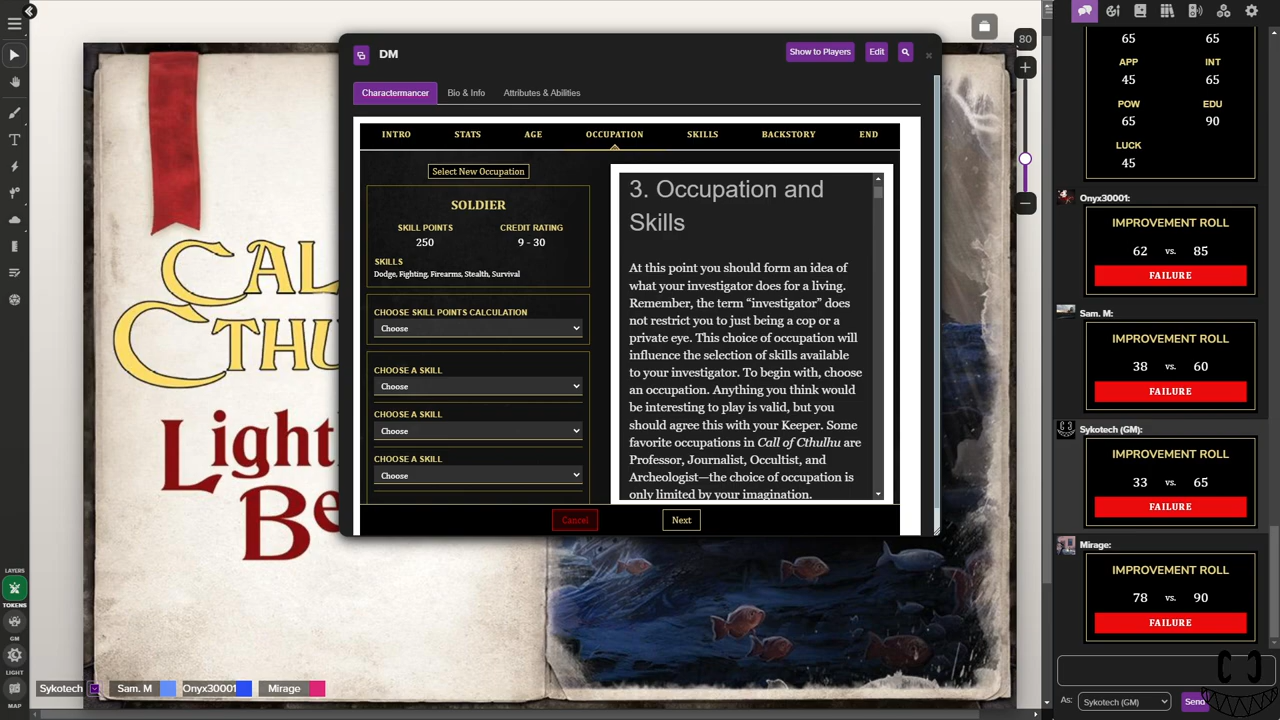 DM
Show to Players
Edit
Charactermancer
Bio & Info
Attributes & Abilities
INTRO
STATS
AGE
OCCUPATION
SKILLS
BACKSTORY
END
Select New Occupation
SOLDIER
SKILL POINTS
CREDIT RATING
250
9 - 30
SKILLS
Dodge, Fighting, Firearms, Stealth, Survival
CHOOSE SKILL POINTS CALCULATION
Choose
CHOOSE A SKILL
Choose
CHOOSE A SKILL
Choose
CHOOSE A SKILL
Choose
3. Occupation and
Skills
At this point you should form an idea of
what your investigator does for a living.
Remember, the term “investigator” does
not restrict you to just being a cop or a
private eye. This choice of occupation will
influence the selection of skills available
to your investigator. To begin with, choose
an occupation. Anything you think would
be interesting to play is valid, but you
should agree this with your Keeper. Some
favorite occupations in Call of Cthulhu are
Professor, Journalist, Occultist, and
Archeologist—the choice of occupation is
only limited by your imagination.
Cancel
Next
CAL
CTHU
Light
Be
LAYERS
TOKENS
GM
LIGHT
MAP
Sykotech
Sam. M
Onyx30001
Mirage
80
65
65
APP
INT
45
65
POW
EDU
65
90
LUCK
45
Onyx30001:
IMPROVEMENT ROLL
62 vs. 85
FAILURE
Sam. M:
IMPROVEMENT ROLL
38 vs. 60
FAILURE
Sykotech (GM):
IMPROVEMENT ROLL
33 vs. 65
FAILURE
Mirage:
IMPROVEMENT ROLL
78 vs. 90
FAILURE
As:
Sykotech (GM)
Send